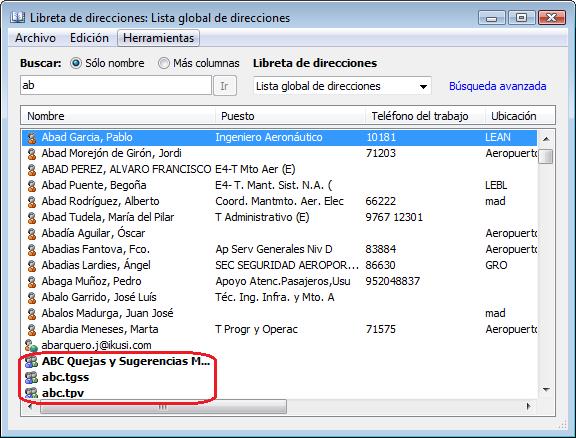 Libreta de direcciones: Lista global de direcciones
Archivo Edición Herramientas
Buscar: Sólo nombre Más columnas Libreta de direcciones
ab Ir Lista global de direcciones Búsqueda avanzada
Nombre Puesto Teléfono del trabajo Ubicación
Abad Garcia, Pablo Ingeniero Aeronáutico 10181 LEAN
Abad Morejón de Girón, Jordi 71203 Aeropuerto
ABAD PEREZ, ALVARO FRANCISCO E4-T Mto Aer (E)
Abad Puente, Begoña E4- T. Mant. Sist. N.A. ( LEBL
Abad Rodríguez, Alberto Coord. Mantmto. Aer. Elec 66222 mad
Abad Tudela, María del Pilar T Administrativo (E) 9767 12301
Abadía Aguilar, Óscar Aeropuerto
Abadias Fantova, Fco. Ap Serv Generales Niv D 83884 Aeropuerto
Abadias Lardies, Ángel SEC SEGURIDAD AEROPOR... 86630 GRO
Abaga Muñoz, Pedro Apoyo Atenc.Pasajeros,Usu 952048837
Abalo Garrido, José Luís Téc. Ing. Infra. y Mto. A
Abalos Madurga, Juan José mad
Abardia Meneses, Marta T Progr y Operac 71575 Aeropuerto
abarquero.j@ikusi.com
ABC Quejas y Sugerencias M...
abc.tgss
abc.tpv